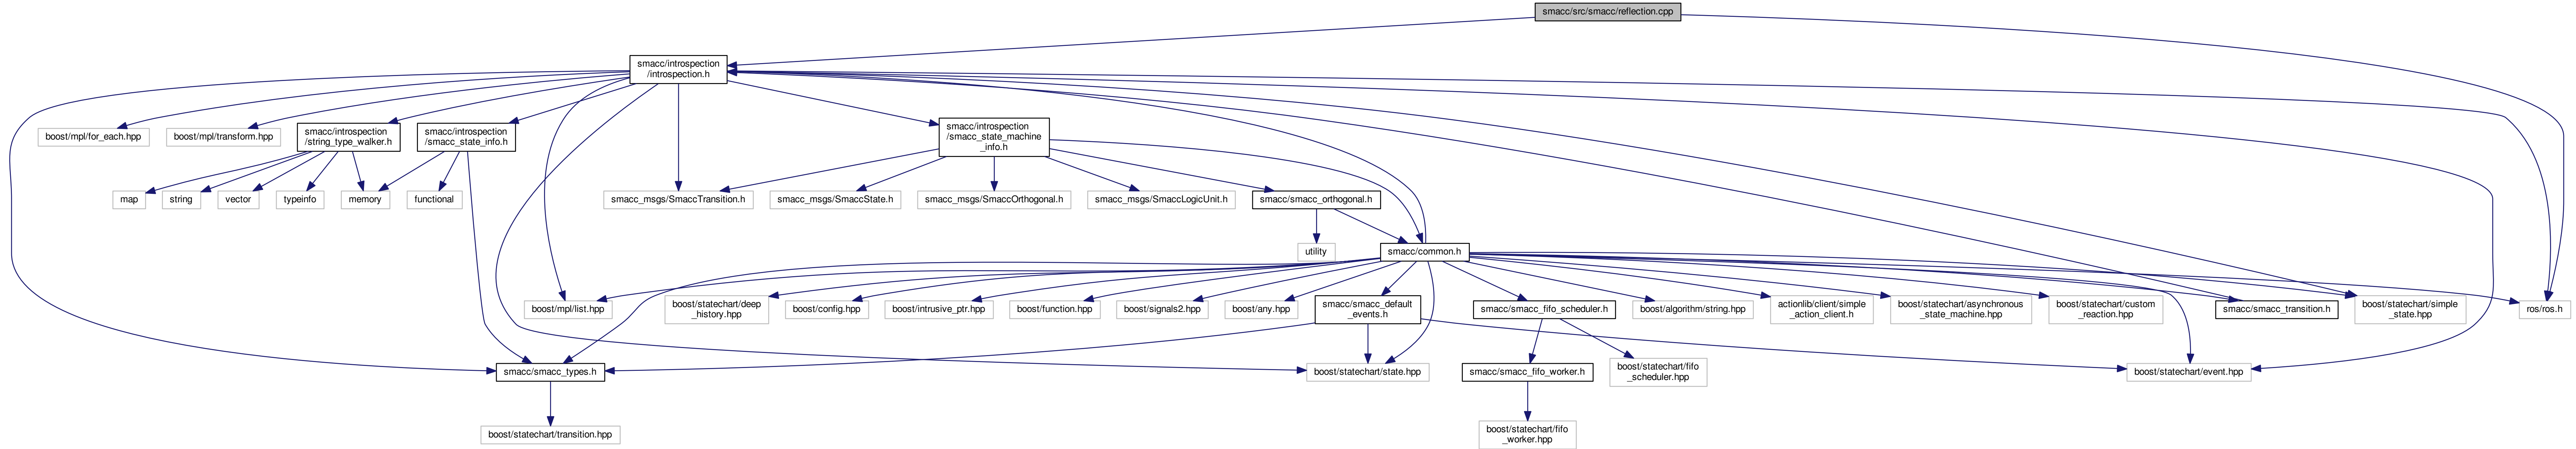 smacc/src/smacc/reflection.cpp
smacc/introspection
/introspection.h
boost/mpl/for_each.hpp
boost/mpl/transform.hpp
smacc/introspection
/string_type_walker.h
smacc/introspection
/smacc_state_info.h
smacc/introspection
/smacc_state_machine
_info.h
map
string
vector
typeinfo
memory
functional
smacc_msgs/SmaccTransition.h
smacc_msgs/SmaccState.h
smacc_msgs/SmaccOrthogonal.h
smacc_msgs/SmaccLogicUnit.h
smacc/smacc_orthogonal.h
utility
smacc/common.h
boost/mpl/list.hpp
boost/statechart/deep
_history.hpp
boost/config.hpp
boost/intrusive_ptr.hpp
boost/function.hpp
boost/signals2.hpp
boost/any.hpp
smacc/smacc_default
_events.h
smacc/smacc_fifo_scheduler.h
boost/algorithm/string.hpp
actionlib/client/simple
_action_client.h
boost/statechart/asynchronous
_state_machine.hpp
boost/statechart/custom
_reaction.hpp
smacc/smacc_transition.h
boost/statechart/simple
_state.hpp
ros/ros.h
smacc/smacc_types.h
boost/statechart/state.hpp
smacc/smacc_fifo_worker.h
boost/statechart/fifo
_scheduler.hpp
boost/statechart/event.hpp
boost/statechart/transition.hpp
boost/statechart/fifo
_worker.hpp